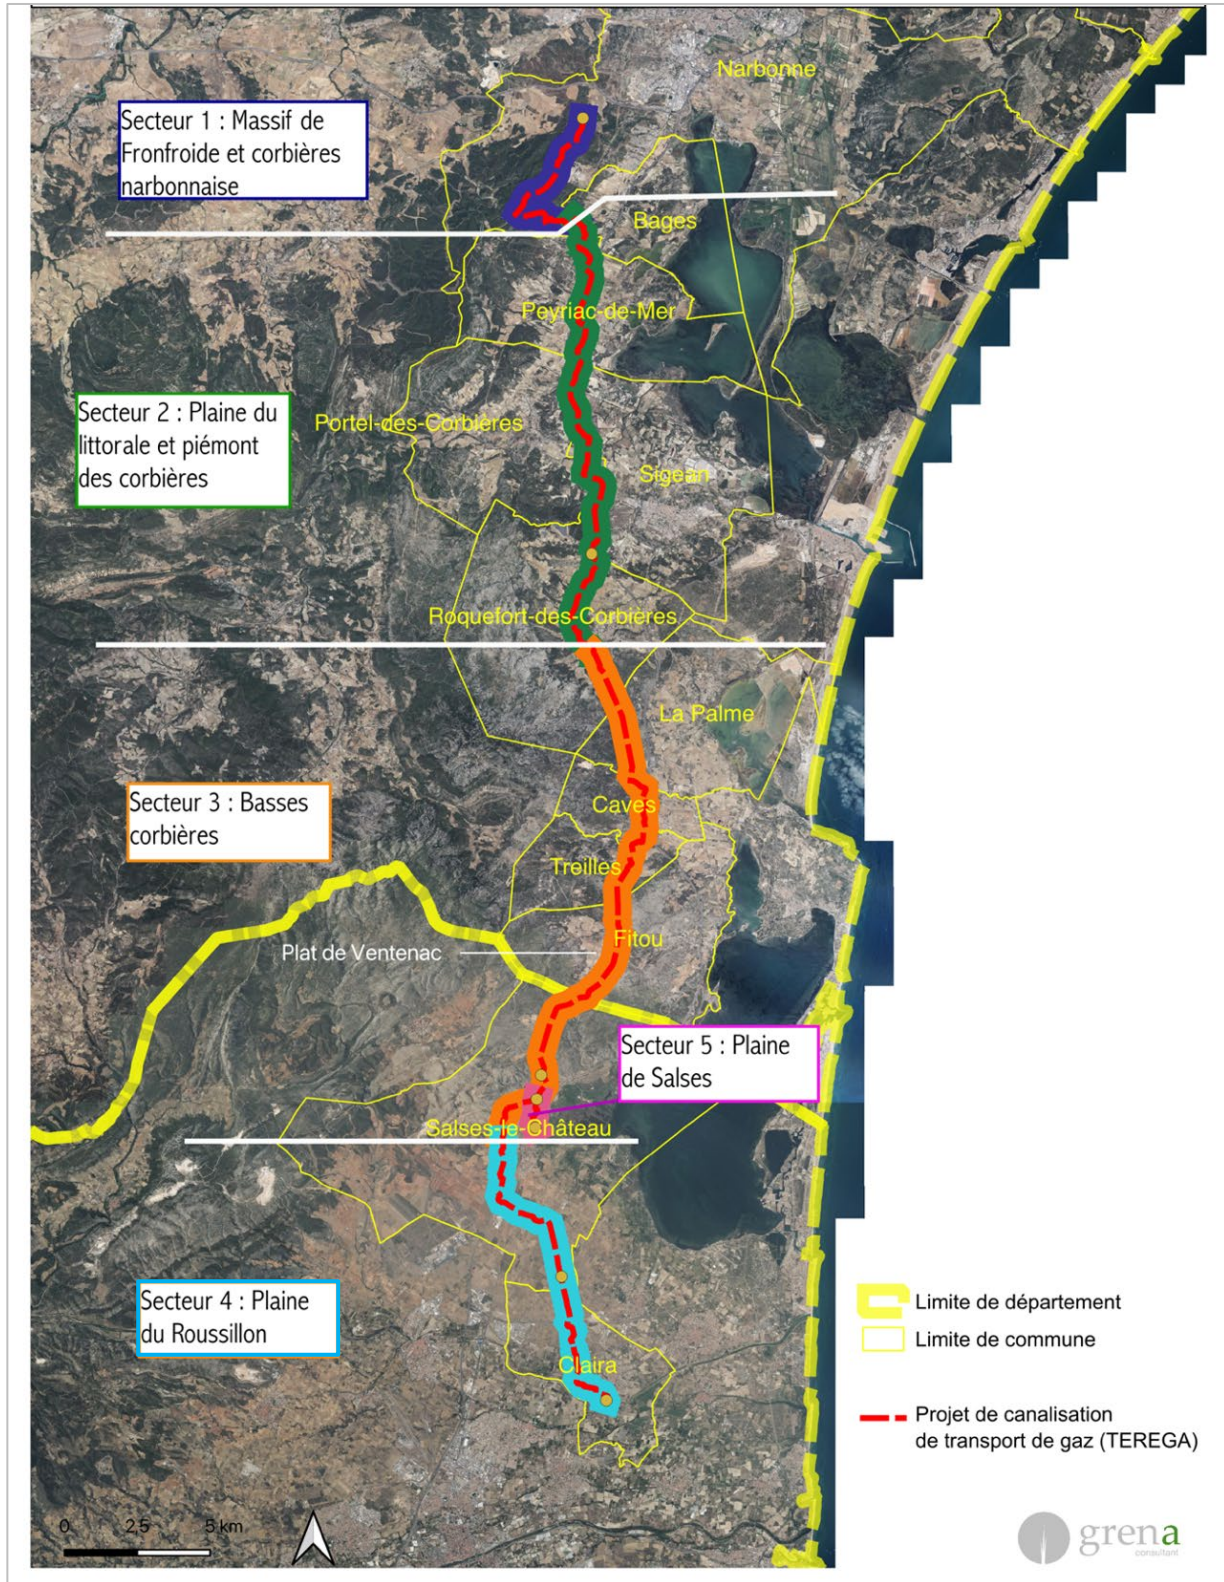 Narbonne
Secteur 1 : Massif de
Fronfroide et corbières
narbonnaise
Bages
Peyriac-de-Mer
Secteur 2 : Plaine du
littorale et piémont
des corbières
Portel-des-Corbières
Sigean
Roquefort-des-Corbières
La Palme
Secteur 3 : Basses
corbières
Caves
Treilles
Fitou
Plat de Ventenac
Secteur 5 : Plaine
de Salses
Salses-le-Château
Secteur 4 : Plaine
du Roussillon
Claira
Limite de département
Limite de commune
Projet de canalisation
de transport de gaz (TEREGA)
0 2,5 5 km
grena
consultant